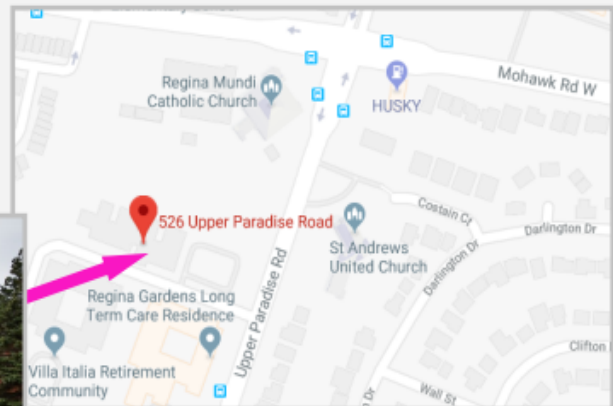 Mohawk Rd W
Regina Mundi
Catholic Church
HUSKY
526 Upper Paradise Road
Costain Ct
Darlington Dr
St Andrews
United Church
Darlington Dr
Upper Paradise Rd
Regina Gardens Long
Term Care Residence
Villa Italia Retirement
Community
Clifton
Wall St